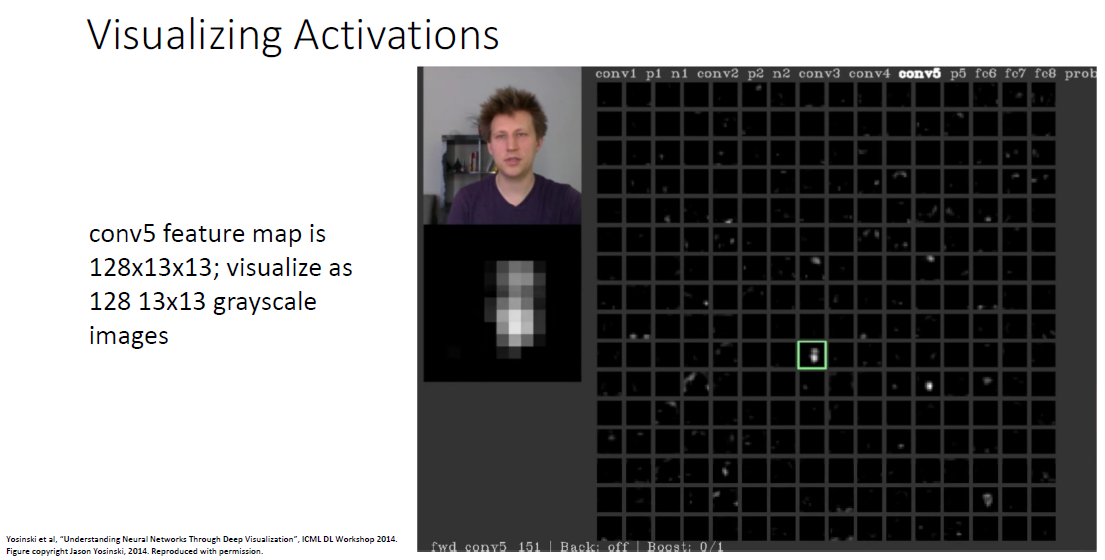 Visualizing Activations
conv1 p1 n1 conv2 p2 n2 conv3 conv4 conv5 p5 fc6 fc7 fc8 prob
conv5 feature map is
128x13x13; visualize as
128 13x13 grayscale
images
Yosinski et al, "Understanding Neural Networks Through Deep Visualization", ICML DL Workshop 2014.
Figure copyright Jason Yosinski, 2014. Reproduced with permission.
fwd conv5_151 | Back: off | Boost: 0/1